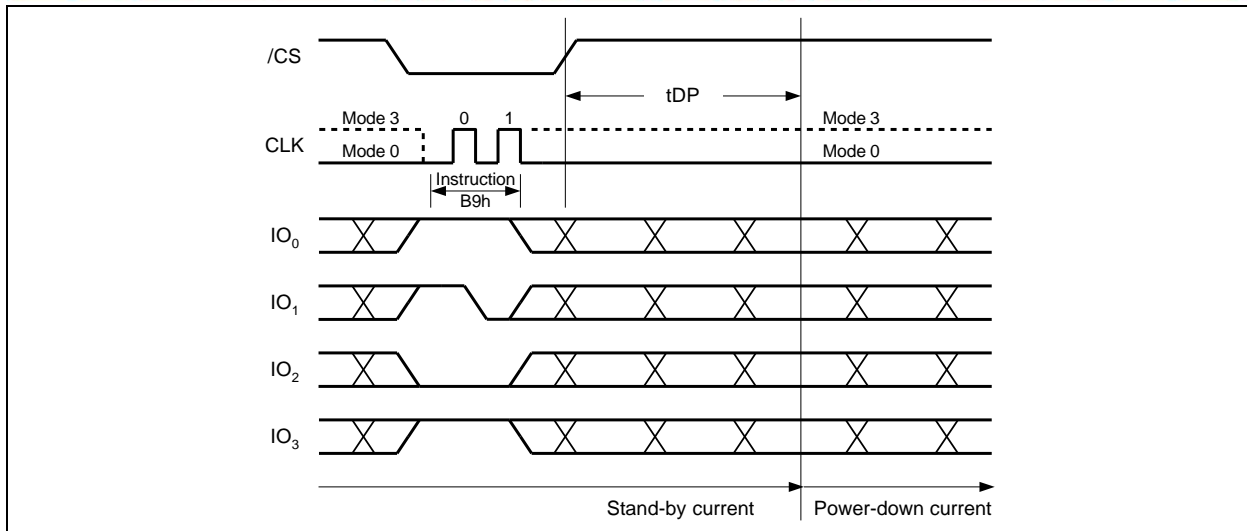 /CS
tDP
Mode 3 0 1 Mode 3
CLK
Mode 0 Mode 0
Instruction
B9h
IO0
IO1
IO2
IO3
Stand-by current Power-down current